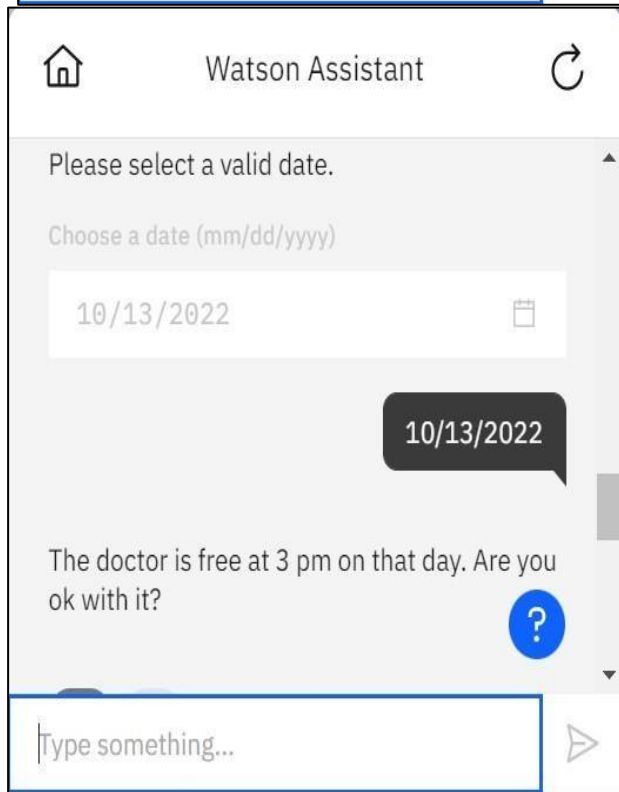 Watson Assistant
Please select a valid date.
Choose a date (mm/dd/yyyy)
10/13/2022
10/13/2022
The doctor is free at 3 pm on that day. Are you
ok with it?
?
Type something...